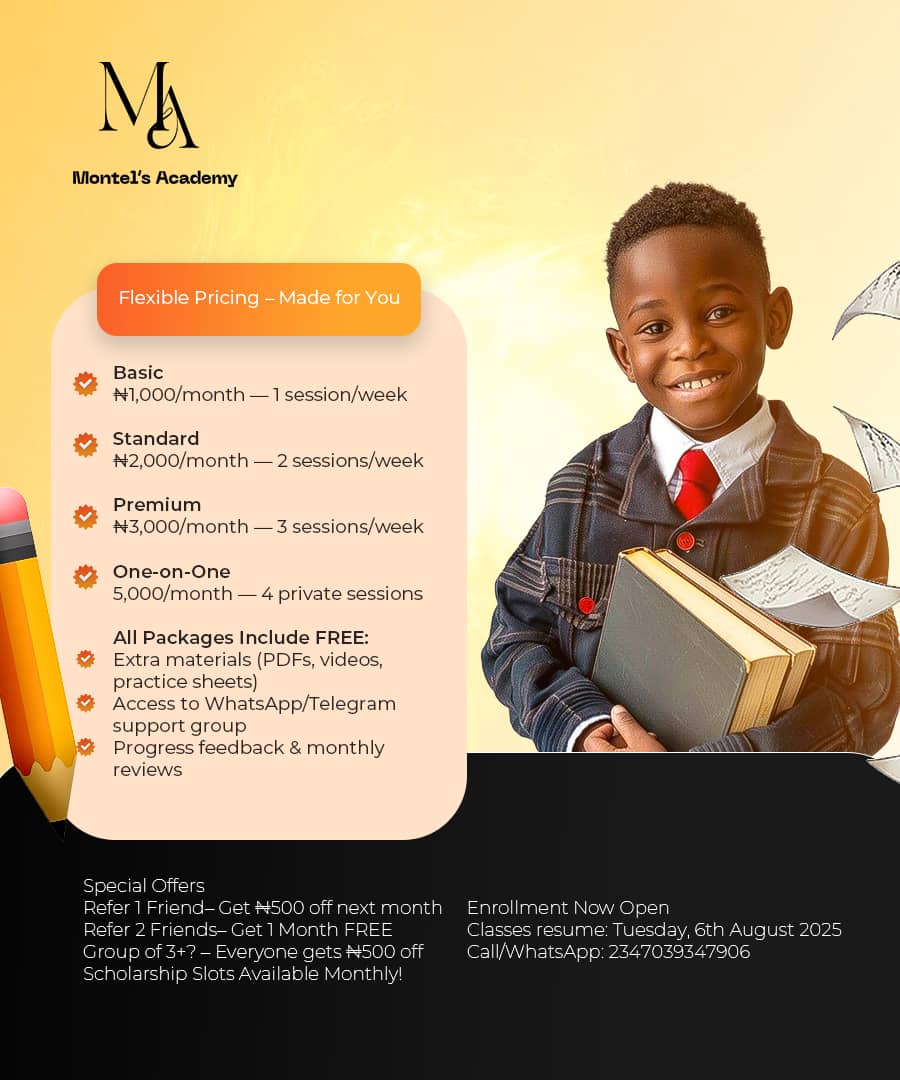 MA
Montel's Academy
Flexible Pricing – Made for You
Basic
₦1,000/month — 1 session/week
Standard
₦2,000/month — 2 sessions/week
Premium
₦3,000/month — 3 sessions/week
One-on-One
5,000/month — 4 private sessions
All Packages Include FREE:
Extra materials (PDFs, videos,
practice sheets)
Access to WhatsApp/Telegram
support group
Progress feedback & monthly
reviews
Special Offers
Refer 1 Friend– Get ₦500 off next month
Refer 2 Friends– Get 1 Month FREE
Group of 3+? – Everyone gets ₦500 off
Scholarship Slots Available Monthly!
Enrollment Now Open
Classes resume: Tuesday, 6th August 2025
Call/WhatsApp: 2347039347906